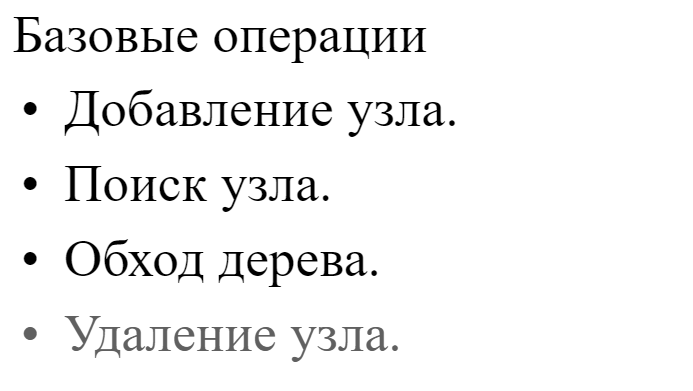 Базовые операции
• Добавление узла.
• Поиск узла.
• Обход дерева.
• Удаление узла.